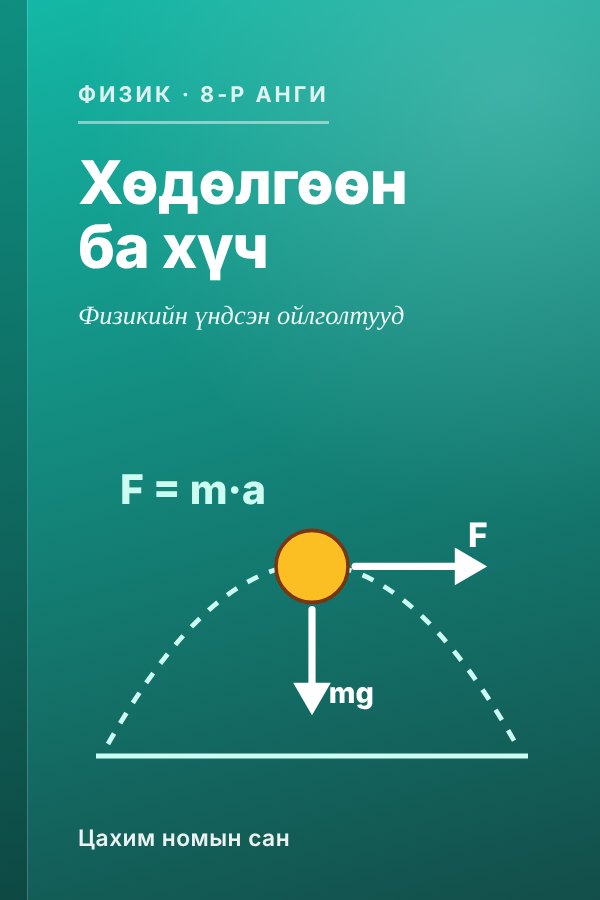 ФИЗИК · 8-Р АНГИ
Хөдөлгөөн
ба хүч
Физикийн үндсэн ойлголтууд
F = m·a
F
mg
Цахим номын сан